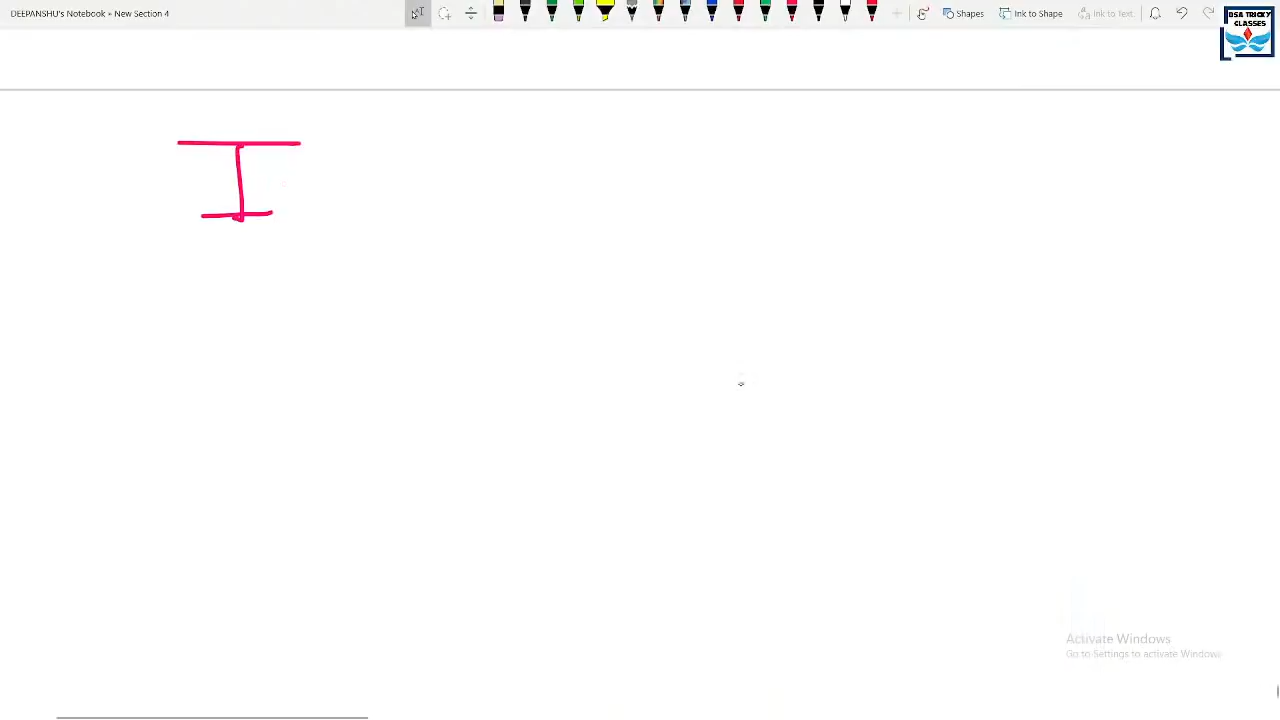 DEEPANSHU's Notebook » New Section 4
Shapes
Ink to Shape
Ink to Text
DSA TRICKY
CLASSES
I
Activate Windows
Go to Settings to activate Windows